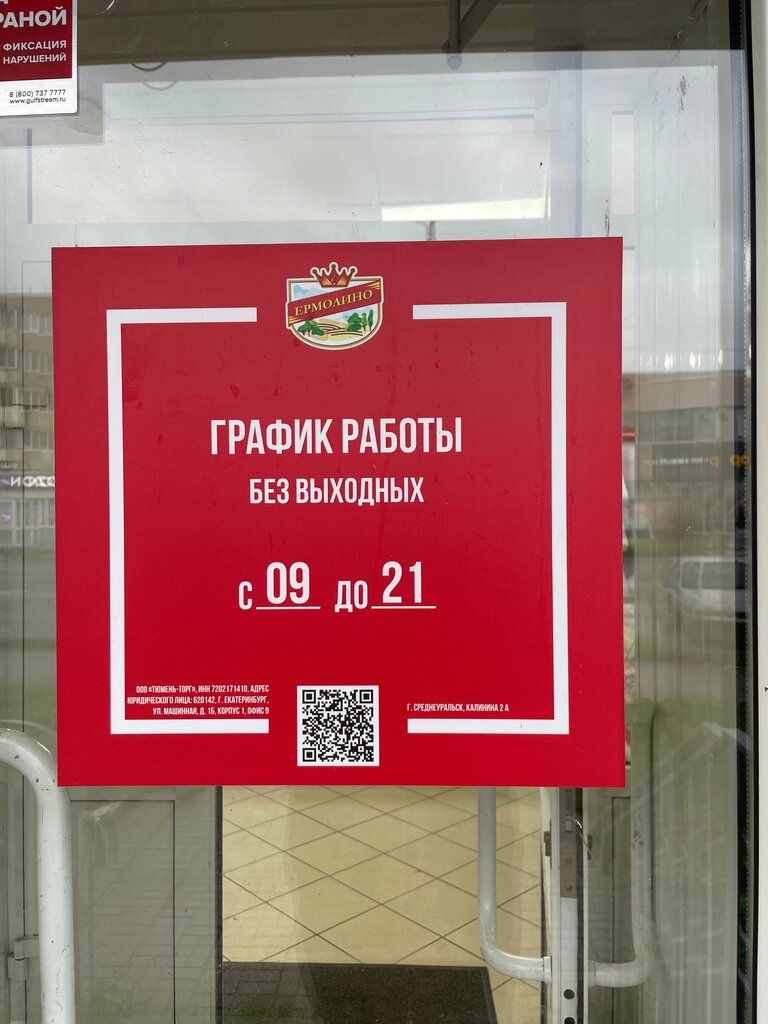 РАНОЙ
ФИКСАЦИЯ
НАРУШЕНИЙ
8 (800) 737 7777
www.gulfstream.ru
ЕРМОЛИНО
ГРАФИК РАБОТЫ
БЕЗ ВЫХОДНЫХ
С 09 ДО 21
ООО «ТЮМЕНЬ-ТОРГ», ИНН 7202171410, АДРЕС
ЮРИДИЧЕСКОГО ЛИЦА: 620142, Г. ЕКАТЕРИНБУРГ,
УЛ. МАШИННАЯ, Д. 1Б, КОРПУС 1, ОФИС 9
Г. СРЕДНЕУРАЛЬСК, КАЛИНИНА 2 А
OZON